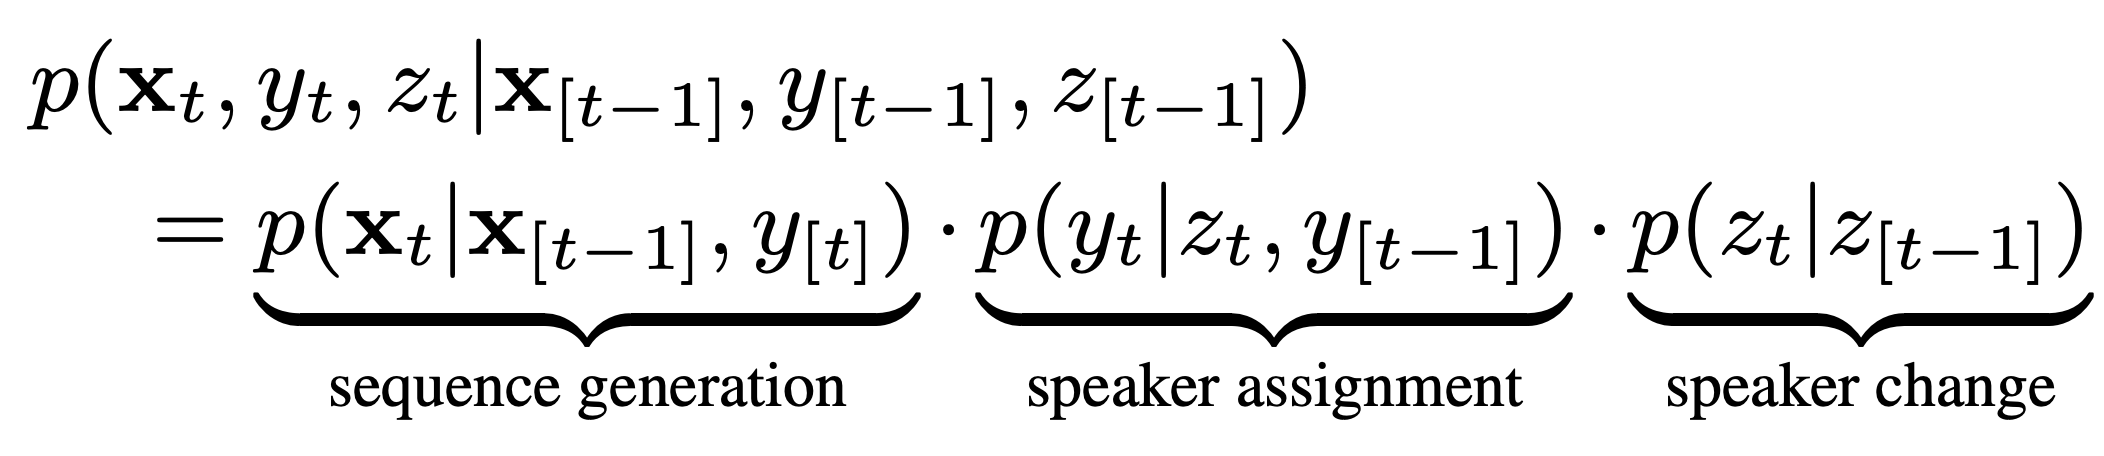 p(𝐱_t, y_t, z_t|𝐱_{[t−1]}, y_{[t−1]}, z_{[t−1]})
= p(𝐱_t|𝐱_{[t−1]}, y_{[t]}) · p(y_t|z_t, y_{[t−1]}) · p(z_t|z_{[t−1]})
sequence generation speaker assignment speaker change